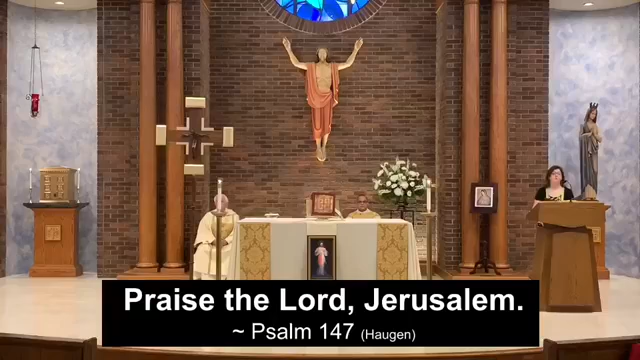 Praise the Lord, Jerusalem.
~ Psalm 147 (Haugen)